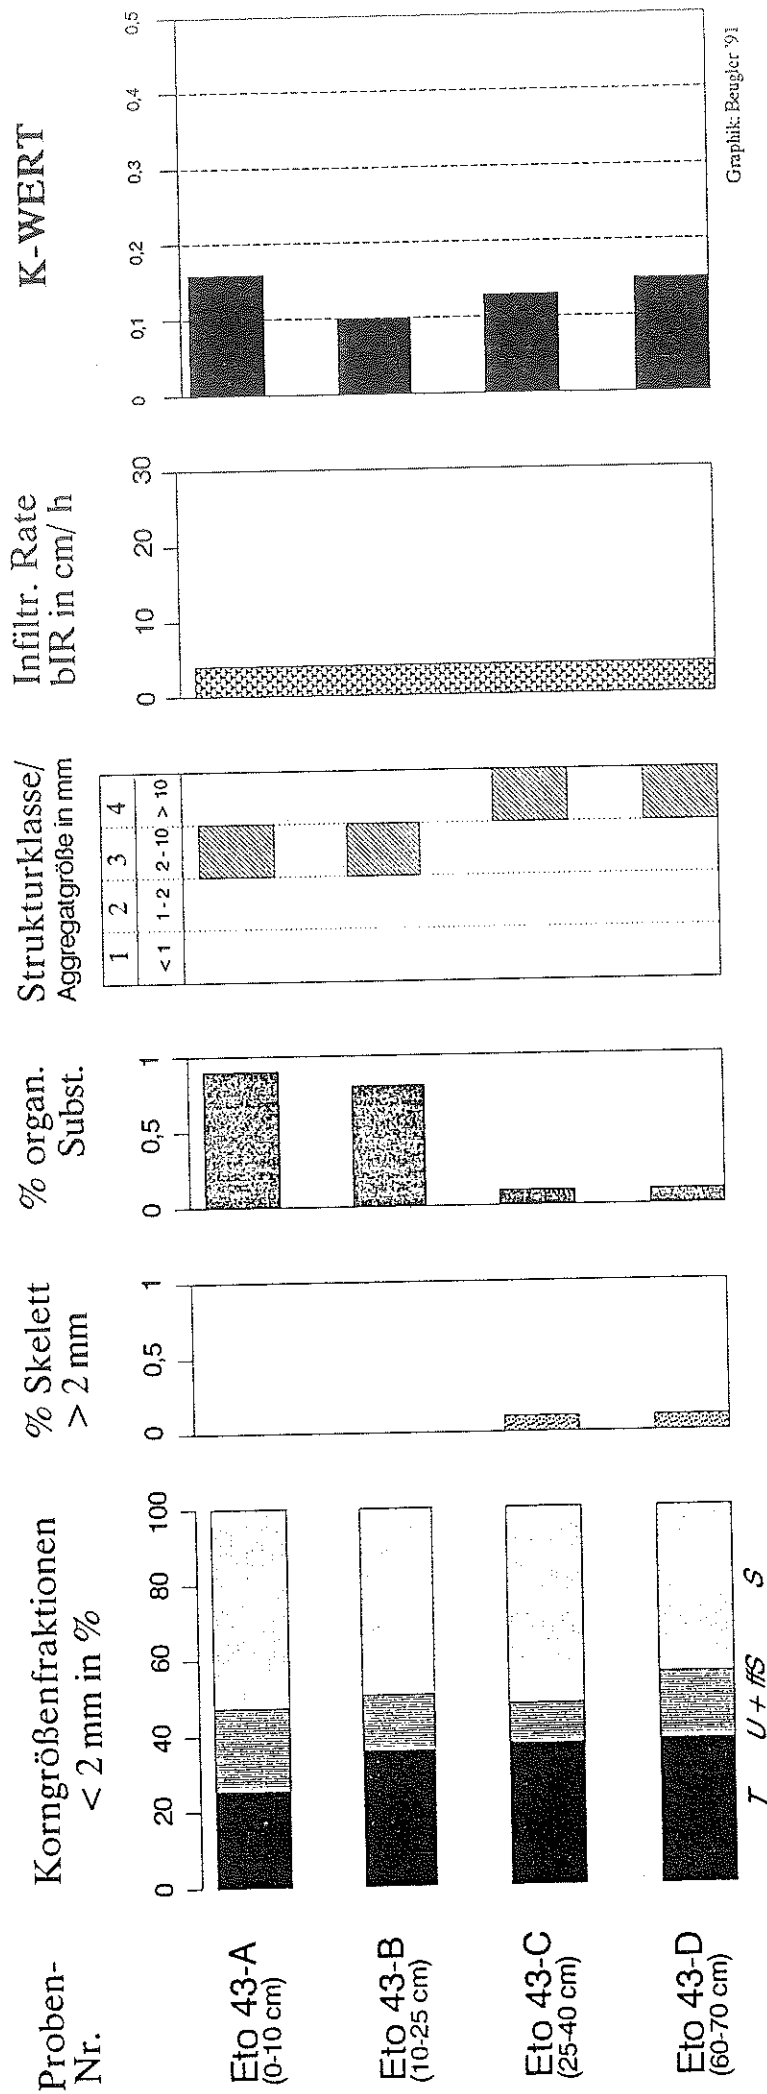 Proben-
Nr.
Korngrößenfraktionen
< 2 mm in %
% Skelett
> 2 mm
% organ.
Subst.
Strukturklasse/
Aggregatgröße in mm
Infiltr. Rate
bIR in cm/ h
K-WERT
0 20 40 60 80 100
0 0,5 1
0 0,5 1
1 2 3 4
< 1 1 - 2 2 - 10 > 10
0 10 20 30
0 0,1 0,2 0,3 0,4 0,5
Eto 43-A
(0-10 cm)
Eto 43-B
(10-25 cm)
Eto 43-C
(25-40 cm)
Eto 43-D
(60-70 cm)
T U + ffS S
Graphik: Beugler '91